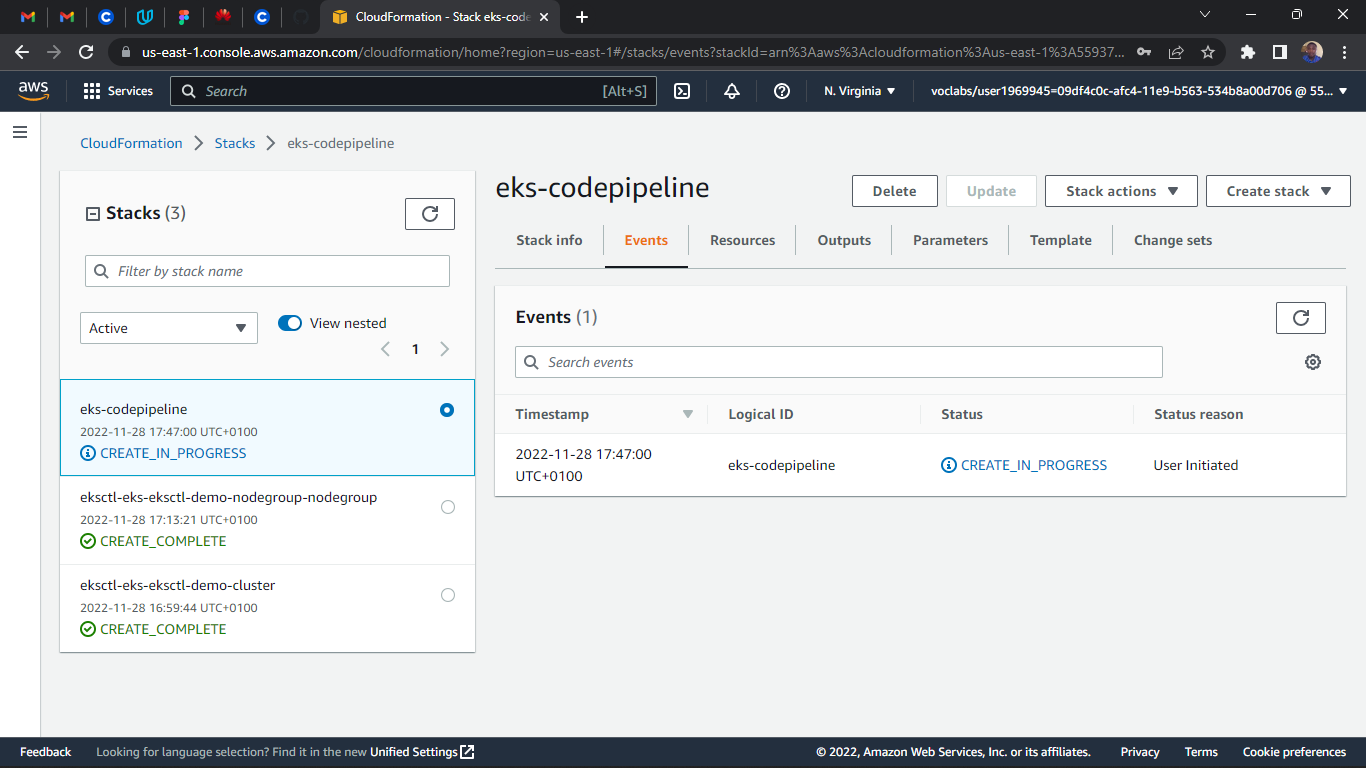 CloudFormation - Stack eks-code
us-east-1.console.aws.amazon.com/cloudformation/home?region=us-east-1#/stacks/events?stackId=arn%3Aaws%3Acloudformation%3Aus-east-1%3A55937...
aws
Services
Search
[Alt+S]
N. Virginia
voclabs/user1969945=09df4c0c-afc4-11e9-b563-534b8a00d706 @ 55...
CloudFormation
Stacks
eks-codepipeline
Stacks (3)
Filter by stack name
Active
View nested
1
eks-codepipeline
2022-11-28 17:47:00 UTC+0100
CREATE_IN_PROGRESS
eksctl-eks-eksctl-demo-nodegroup-nodegroup
2022-11-28 17:13:21 UTC+0100
CREATE_COMPLETE
eksctl-eks-eksctl-demo-cluster
2022-11-28 16:59:44 UTC+0100
CREATE_COMPLETE
eks-codepipeline
Delete
Update
Stack actions
Create stack
Stack info
Events
Resources
Outputs
Parameters
Template
Change sets
Events (1)
Search events
Timestamp
Logical ID
Status
Status reason
2022-11-28 17:47:00
UTC+0100
eks-codepipeline
CREATE_IN_PROGRESS
User Initiated
Feedback
Looking for language selection? Find it in the new Unified Settings
© 2022, Amazon Web Services, Inc. or its affiliates.
Privacy
Terms
Cookie preferences